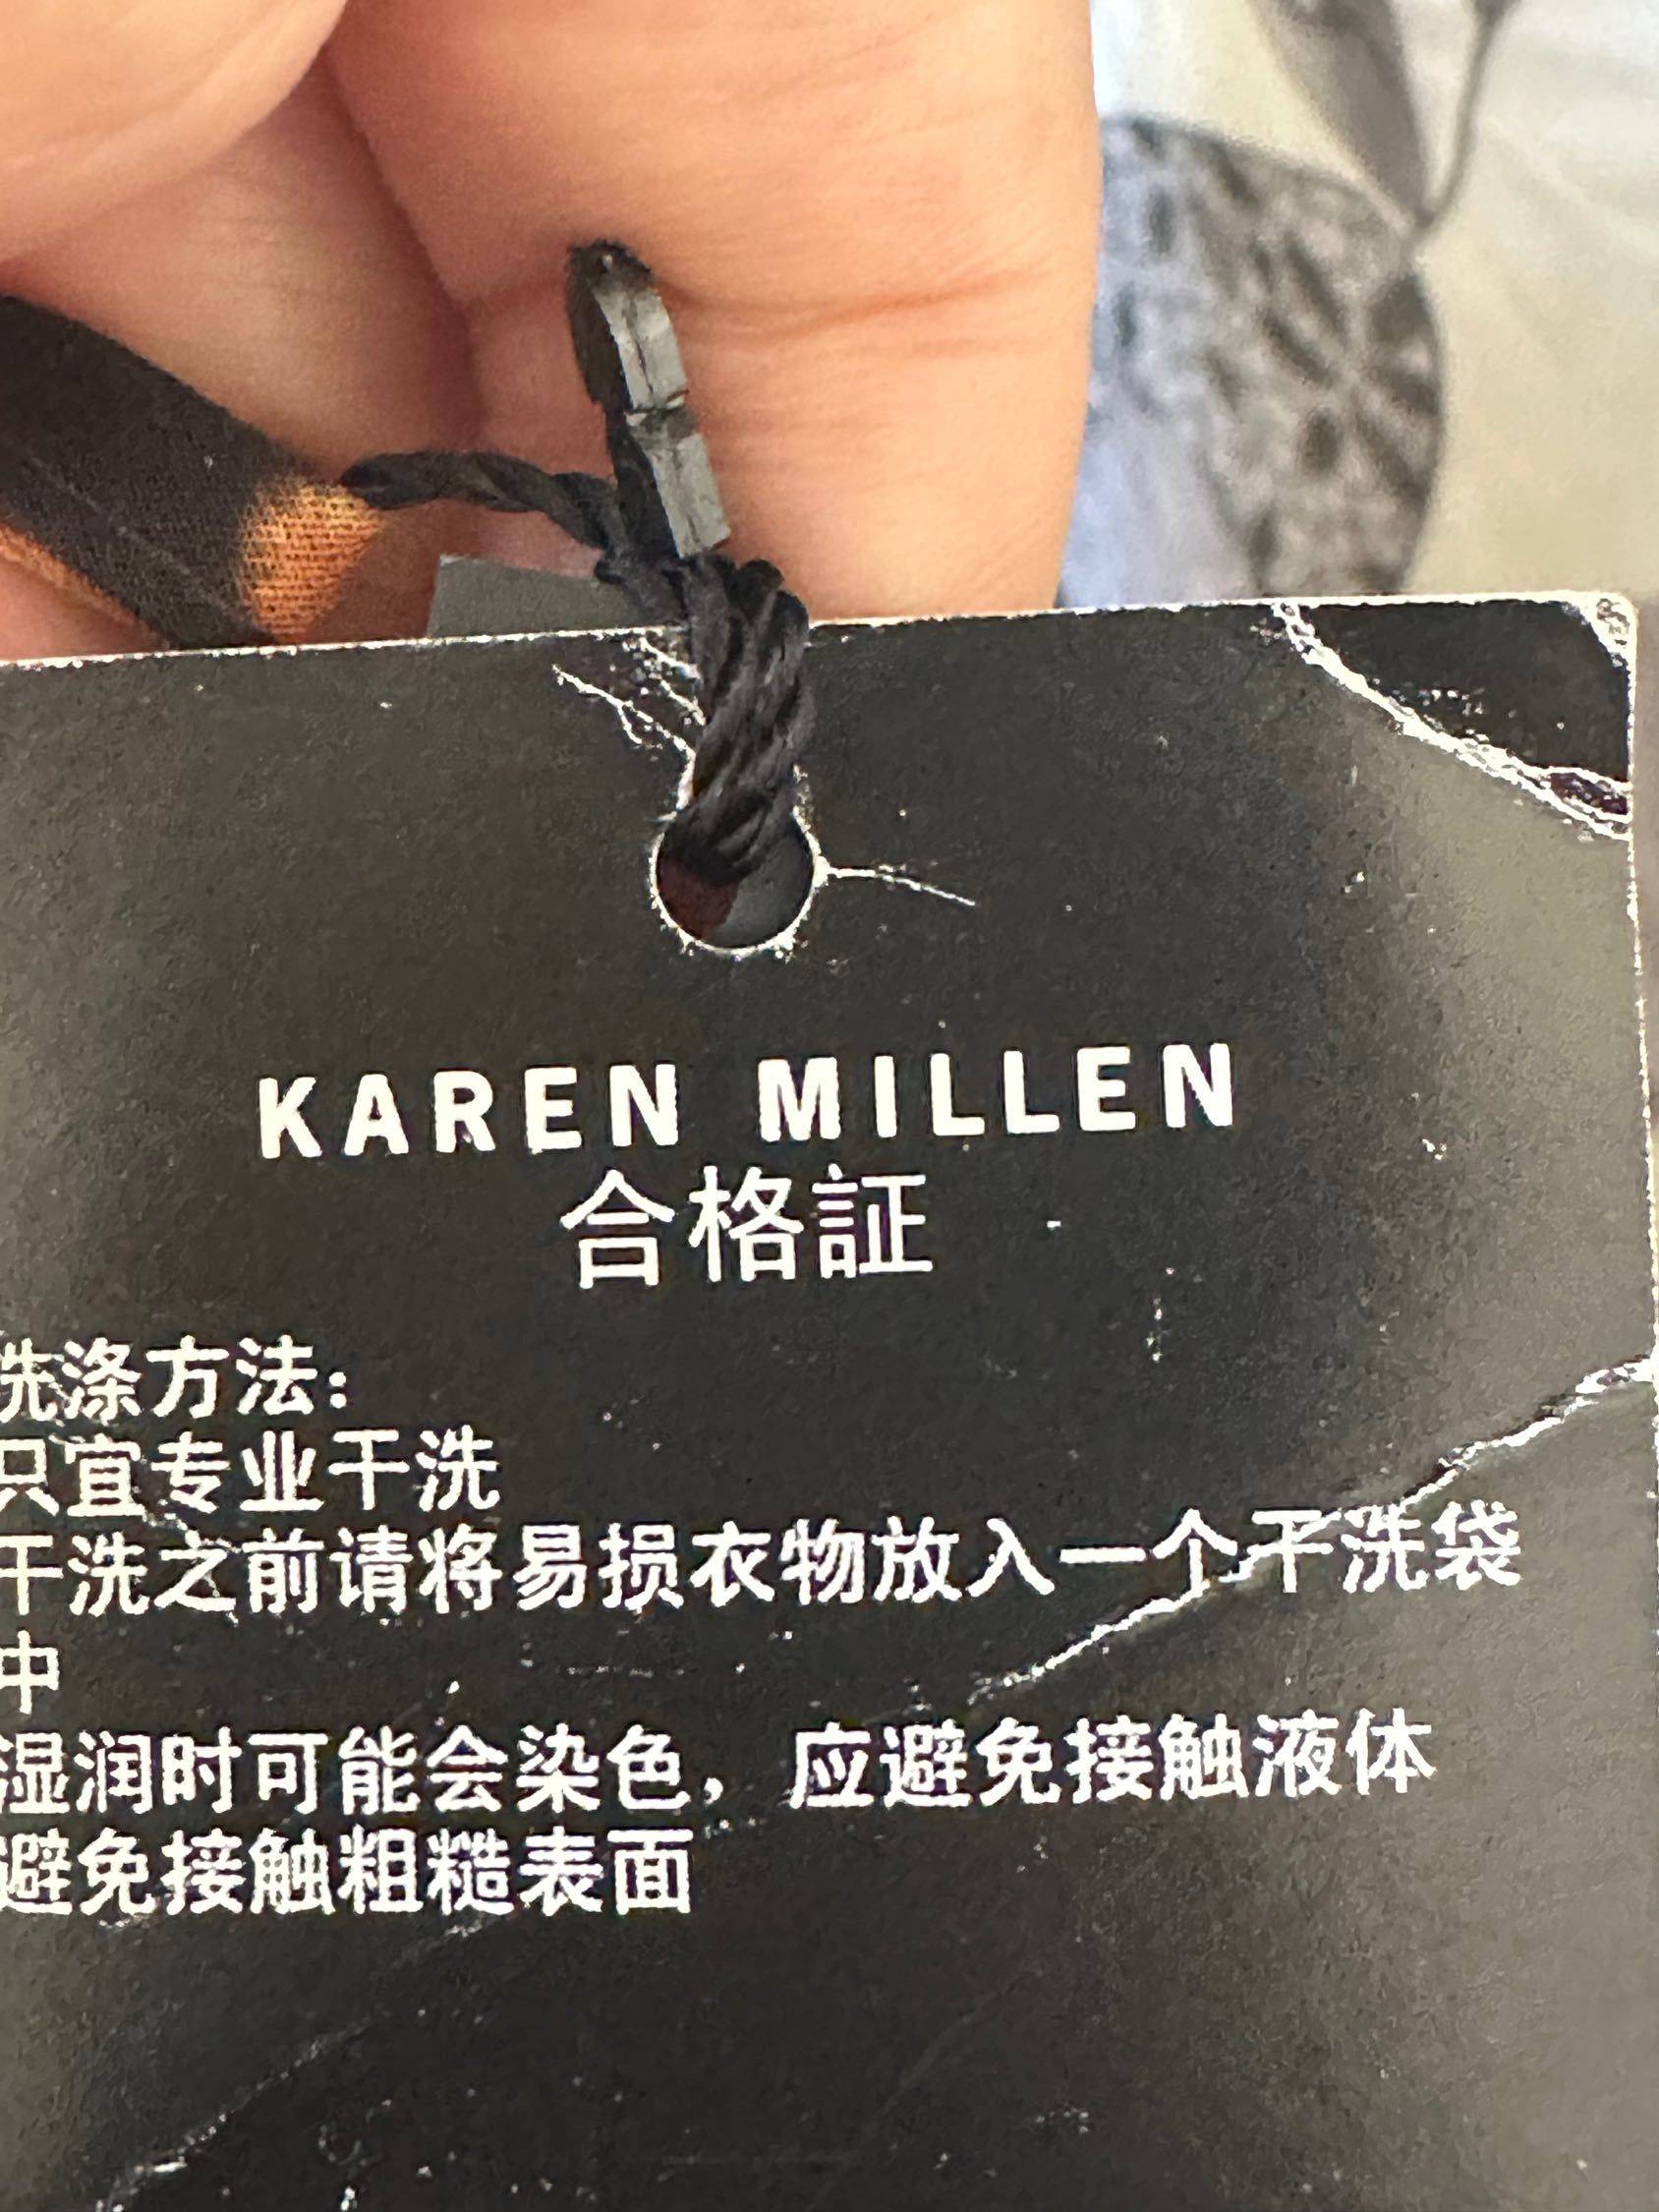 KAREN MILLEN
合格証
洗涤方法：
只宜专业干洗
干洗之前请将易损衣物放入一个干洗袋
中
湿润时可能会染色，应避免接触液体
避免接触粗糙表面